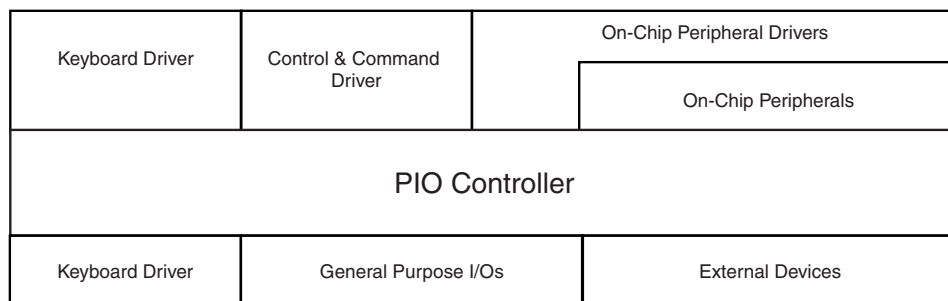 Keyboard Driver
Control & Command
Driver
On-Chip Peripheral Drivers
On-Chip Peripherals
PIO Controller
Keyboard Driver
General Purpose I/Os
External Devices